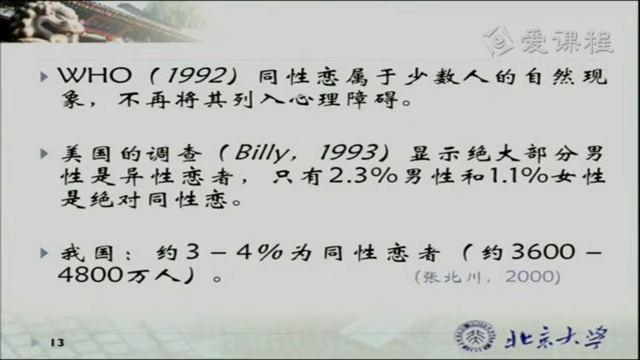 爱课程
WHO（1992）同性恋属于少数人的自然现
象，不再将其列入心理障碍。
美国的调查（Billy，1993）显示绝大部分男
性是异性恋者，只有2.3%男性和1.1%女性
是绝对同性恋。
我国：约3－4%为同性恋者（约3600－
4800万人）。
(张北川，2000)
13
北京大学